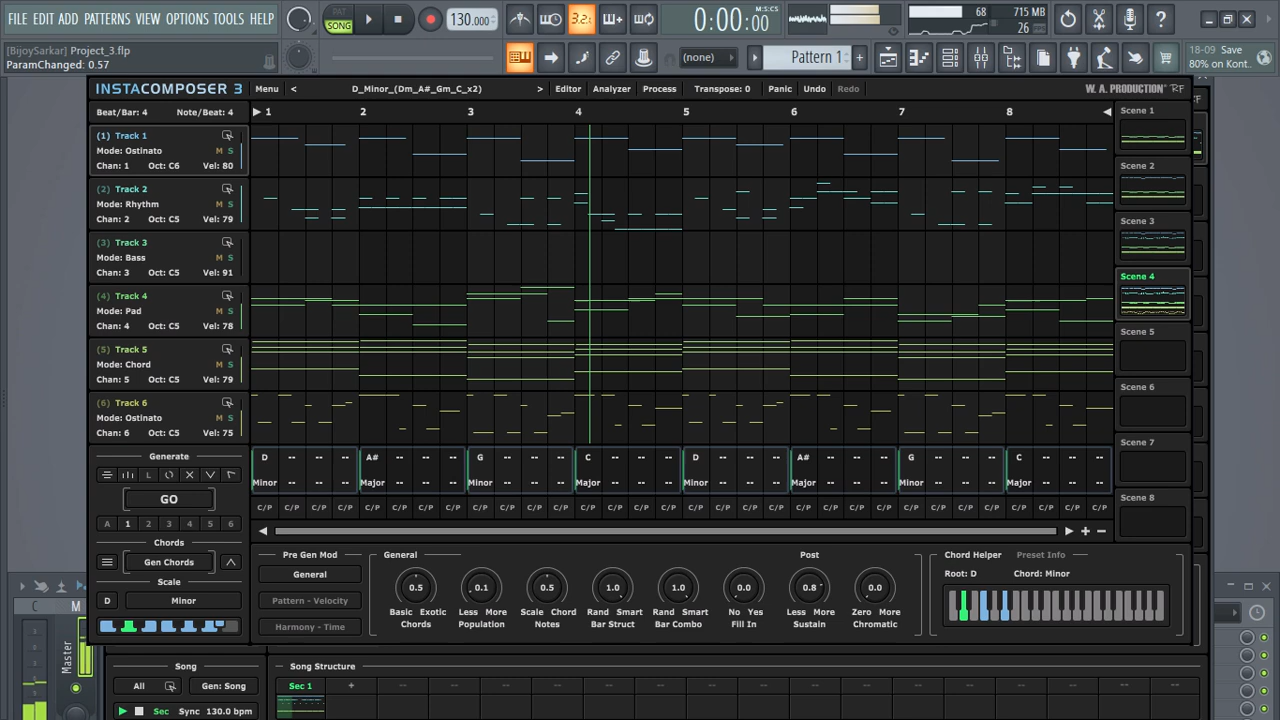 FILE EDIT ADD PATTERNS VIEW OPTIONS TOOLS HELP
PAT
SONG
130.000
3.2
0:00:00
M:S:CS
68
715 MB
26
[BijoySarkar] Project_3.flp
ParamChanged: 0.57
(none)
Pattern 1
18-09 Save
80% on Kont..
INSTACOMPOSER 3
Menu < D_Minor_(Dm_A#_Gm_C_x2) > Editor Analyzer Process Transpose: 0 Panic Undo Redo W. A. PRODUCTION RF
Beat/Bar: 4 Note/Beat: 4
1 2 3 4 5 6 7 8
(1) Track 1
Mode: Ostinato M S
Chan: 1 Oct: C6 Vel: 80
(2) Track 2
Mode: Rhythm M S
Chan: 2 Oct: C5 Vel: 79
(3) Track 3
Mode: Bass M S
Chan: 3 Oct: C5 Vel: 91
(4) Track 4
Mode: Pad M S
Chan: 4 Oct: C5 Vel: 78
(5) Track 5
Mode: Chord M S
Chan: 5 Oct: C5 Vel: 79
(6) Track 6
Mode: Ostinato M S
Chan: 6 Oct: C5 Vel: 75
Scene 1
Scene 2
Scene 3
Scene 4
Scene 5
Scene 6
Scene 7
Scene 8
D -- -- -- A# -- -- -- G -- -- -- C -- -- -- D -- -- -- A# -- -- -- G -- -- -- C -- -- --
Minor -- -- -- Major -- -- -- Minor -- -- -- Major -- -- -- Minor -- -- -- Major -- -- -- Minor -- -- -- Major -- -- --
C/P C/P C/P C/P C/P C/P C/P C/P C/P C/P C/P C/P C/P C/P C/P C/P C/P C/P C/P C/P C/P C/P C/P C/P C/P C/P C/P C/P C/P C/P C/P C/P
Generate
L
GO
A 1 2 3 4 5 6
Chords
Gen Chords
Scale
D Minor
Pre Gen Mod
General
Pattern - Velocity
Harmony - Time
General Post
0.5 0.1 0.5 1.0 1.0 0.0 0.8 0.0
Basic Exotic Less More Scale Chord Rand Smart Rand Smart No Yes Less More Zero More
Chords Population Notes Bar Struct Bar Combo Fill In Sustain Chromatic
Chord Helper Preset Info
Root: D Chord: Minor
C M
Master
Song
All Gen: Song
Sec Sync 130.0 bpm
Song Structure
Sec 1 + -- -- -- -- -- -- -- -- -- -- -- -- -- -- -- --